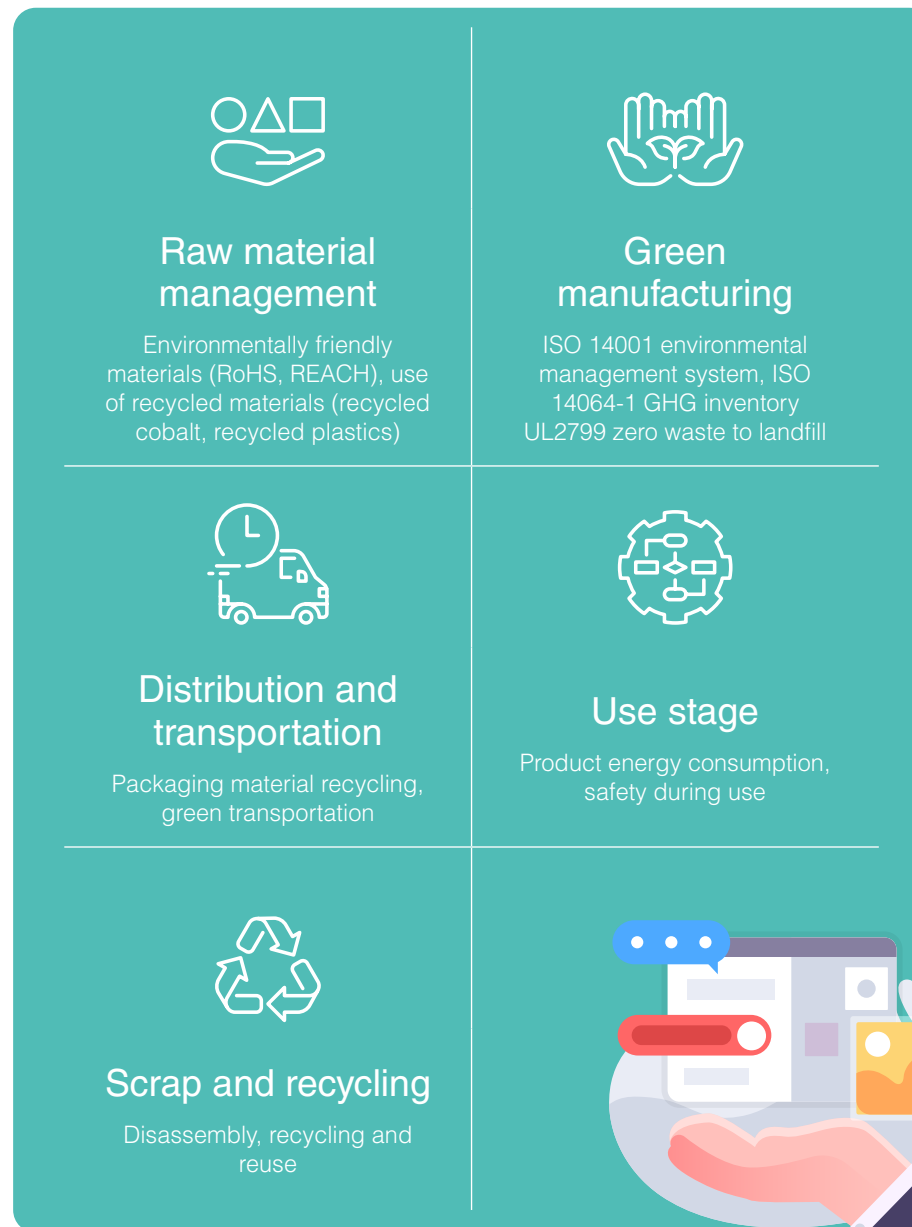 Raw material
management
Environmentally friendly
materials (RoHS, REACH), use
of recycled materials (recycled
cobalt, recycled plastics)
Green
manufacturing
ISO 14001 environmental
management system, ISO
14064-1 GHG inventory
UL2799 zero waste to landfill
Distribution and
transportation
Packaging material recycling,
green transportation
Use stage
Product energy consumption,
safety during use
Scrap and recycling
Disassembly, recycling and
reuse